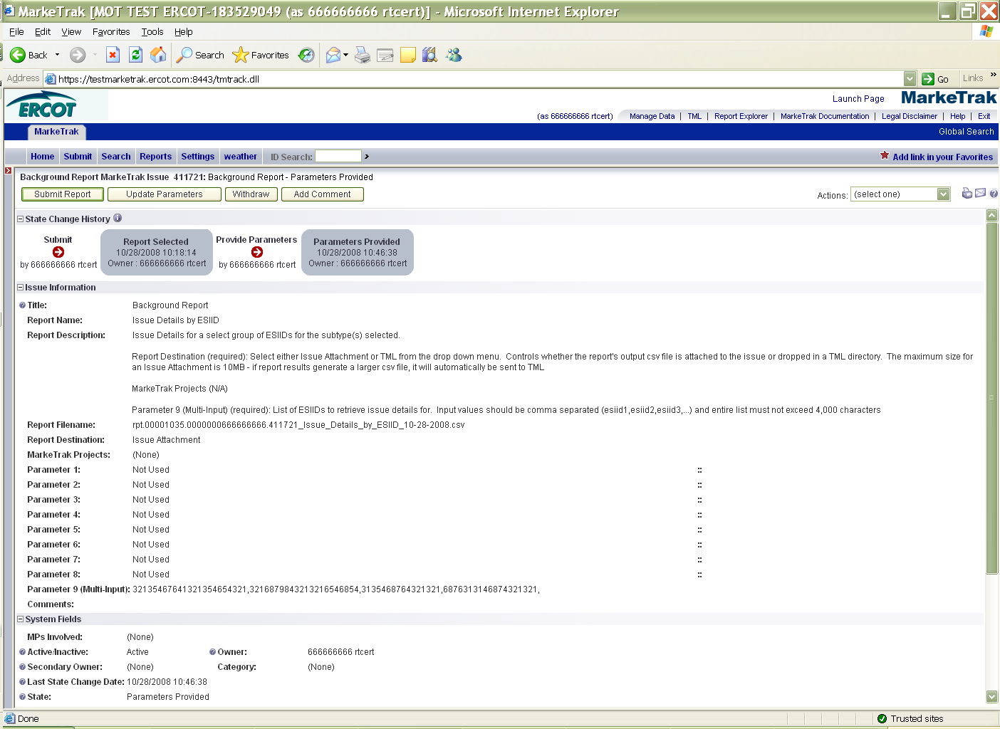 MarkeTrak [MOT TEST ERCOT-183529049 (as 666666666 rtcert)] - Microsoft Internet Explorer
File Edit View Favorites Tools Help
Back Search Favorites
Address https://testmarketrak.ercot.com:8443/tmtrack.dll Go Links »
ERCOT Launch Page MarkeTrak
(as 666666666 rtcert) Manage Data | TML | Report Explorer | MarkeTrak Documentation | Legal Disclaimer | Help | Exit
MarkeTrak Global Search
Home Submit Search Reports Settings weather ID Search: Add link in your Favorites
Background Report MarkeTrak Issue 411721: Background Report - Parameters Provided
Submit Report Update Parameters Withdraw Add Comment Actions: (select one)
State Change History
Submit Report Selected Provide Parameters Parameters Provided
10/28/2008 10:18:14 10/28/2008 10:46:38
by 666666666 rtcert Owner : 666666666 rtcert by 666666666 rtcert Owner : 666666666 rtcert
Issue Information
Title: Background Report
Report Name: Issue Details by ESIID
Report Description: Issue Details for a select group of ESIIDs for the subtype(s) selected.
Report Destination (required): Select either Issue Attachment or TML from the drop down menu. Controls whether the report's output csv file is attached to the issue or dropped in a TML directory. The maximum size for
an Issue Attachment is 10MB - if report results generate a larger csv file, it will automatically be sent to TML
MarkeTrak Projects (N/A)
Parameter 9 (Multi-Input) (required): List of ESIIDs to retrieve issue details for. Input values should be comma separated (esiid1,esiid2,esiid3,...) and entire list must not exceed 4,000 characters
Report Filename: rpt.00001035.0000000666666666.411721_Issue_Details_by_ESIID_10-28-2008.csv
Report Destination: Issue Attachment
MarkeTrak Projects: (None)
Parameter 1: Not Used ::
Parameter 2: Not Used ::
Parameter 3: Not Used ::
Parameter 4: Not Used ::
Parameter 5: Not Used ::
Parameter 6: Not Used ::
Parameter 7: Not Used ::
Parameter 8: Not Used ::
Parameter 9 (Multi-Input): 32135467641321354654321,3216879843213216546854,3135468764321321,6876313146874321321,
Comments:
System Fields
MPs Involved: (None)
Active/Inactive: Active Owner: 666666666 rtcert
Secondary Owner: (None) Category: (None)
Last State Change Date: 10/28/2008 10:46:38
State: Parameters Provided
Done Trusted sites